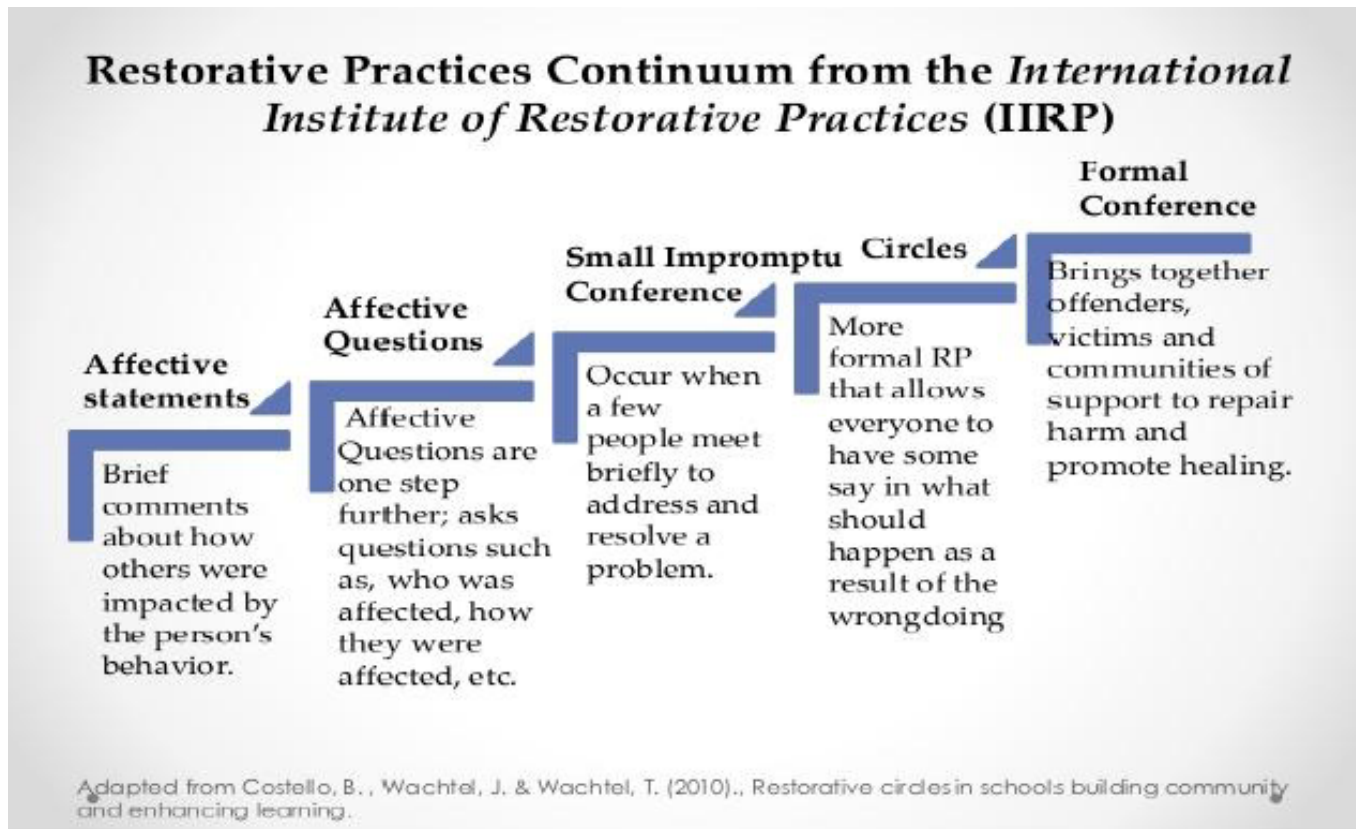 Restorative Practices Continuum from the International
Institute of Restorative Practices (IIRP)
Affective
statements
Brief
comments
about how
others were
impacted by
the person's
behavior.
Affective
Questions
Affective
Questions are
one step
further; asks
questions such
as, who was
affected, how
they were
affected, etc.
Small Impromptu
Conference
Occur when
a few
people meet
briefly to
address and
resolve a
problem.
Circles
More
formal RP
that allows
everyone to
have some
say in what
should
happen as a
result of the
wrongdoing
Formal
Conference
Brings together
offenders,
victims and
communities of
support to repair
harm and
promote healing.
Adapted from Costello, B. , Wachtel, J. & Wachtel, T. (2010)., Restorative circles in schools building community
and enhancing learning.